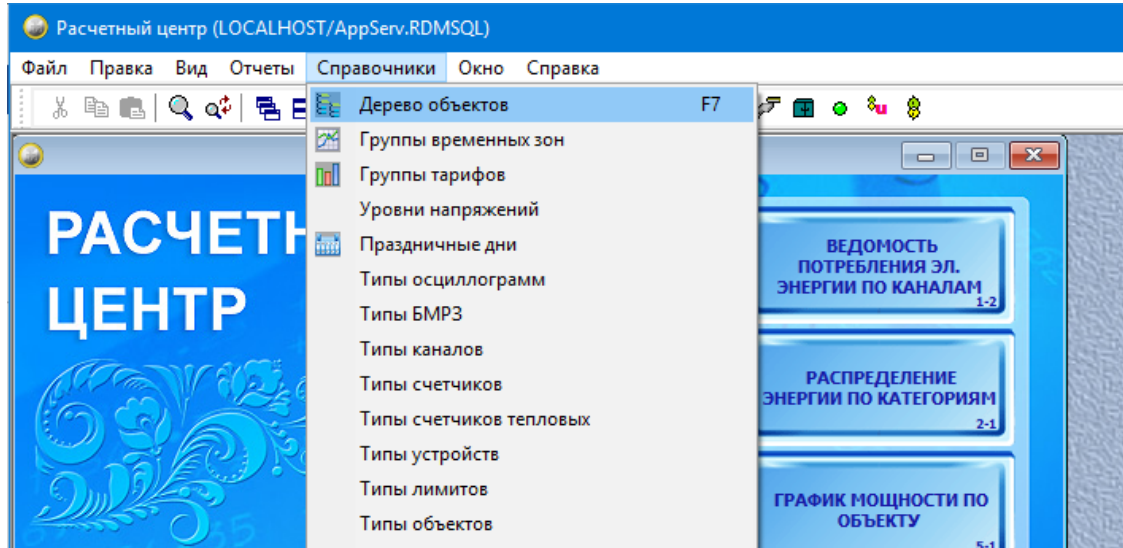 Расчетный центр (LOCALHOST/AppServ.RDMSQL)
Файл Правка Вид Отчеты Справочники Окно Справка
Дерево объектов F7
Группы временных зон
Группы тарифов
Уровни напряжений
Праздничные дни
Типы осциллограмм
Типы БМРЗ
Типы каналов
Типы счетчиков
Типы счетчиков тепловых
Типы устройств
Типы лимитов
Типы объектов
РАСЧЕТН
ЦЕНТР
ВЕДОМОСТЬ
ПОТРЕБЛЕНИЯ ЭЛ.
ЭНЕРГИИ ПО КАНАЛАМ
1-2
РАСПРЕДЕЛЕНИЕ
ЭНЕРГИИ ПО КАТЕГОРИЯМ
2-1
ГРАФИК МОЩНОСТИ ПО
ОБЪЕКТУ
5-1